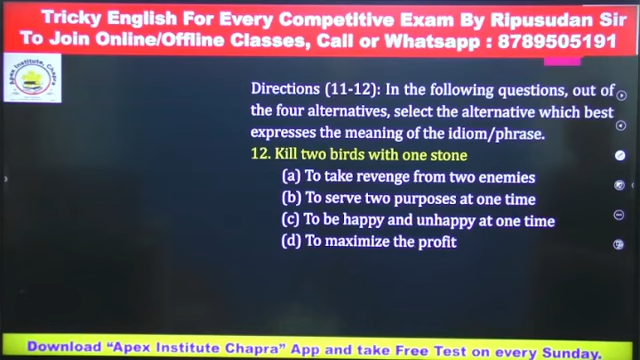 Tricky English For Every Competitive Exam By Ripusudan Sir
To Join Online/Offline Classes, Call or Whatsapp : 8789505191
Apex Institute, Chapra
Directions (11-12): In the following questions, out of
the four alternatives, select the alternative which best
expresses the meaning of the idiom/phrase.
12. Kill two birds with one stone
(a) To take revenge from two enemies
(b) To serve two purposes at one time
(c) To be happy and unhappy at one time
(d) To maximize the profit
Download “Apex Institute Chapra” App and take Free Test on every Sunday.